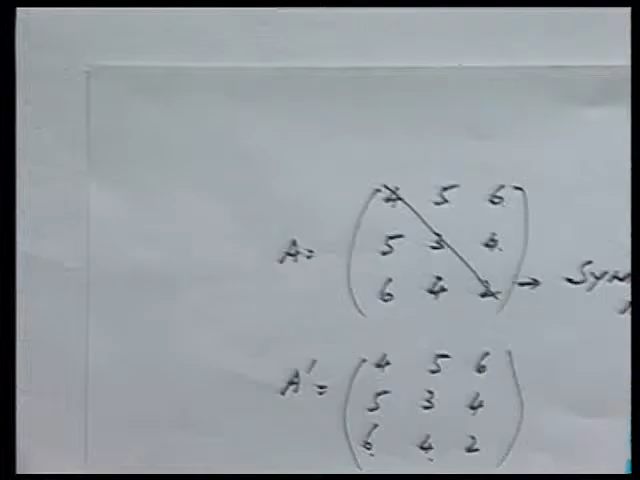 4 5 6
A = 5 3 4
6 4 2 → Sym
4 5 6
A' = 5 3 4
6 4 2